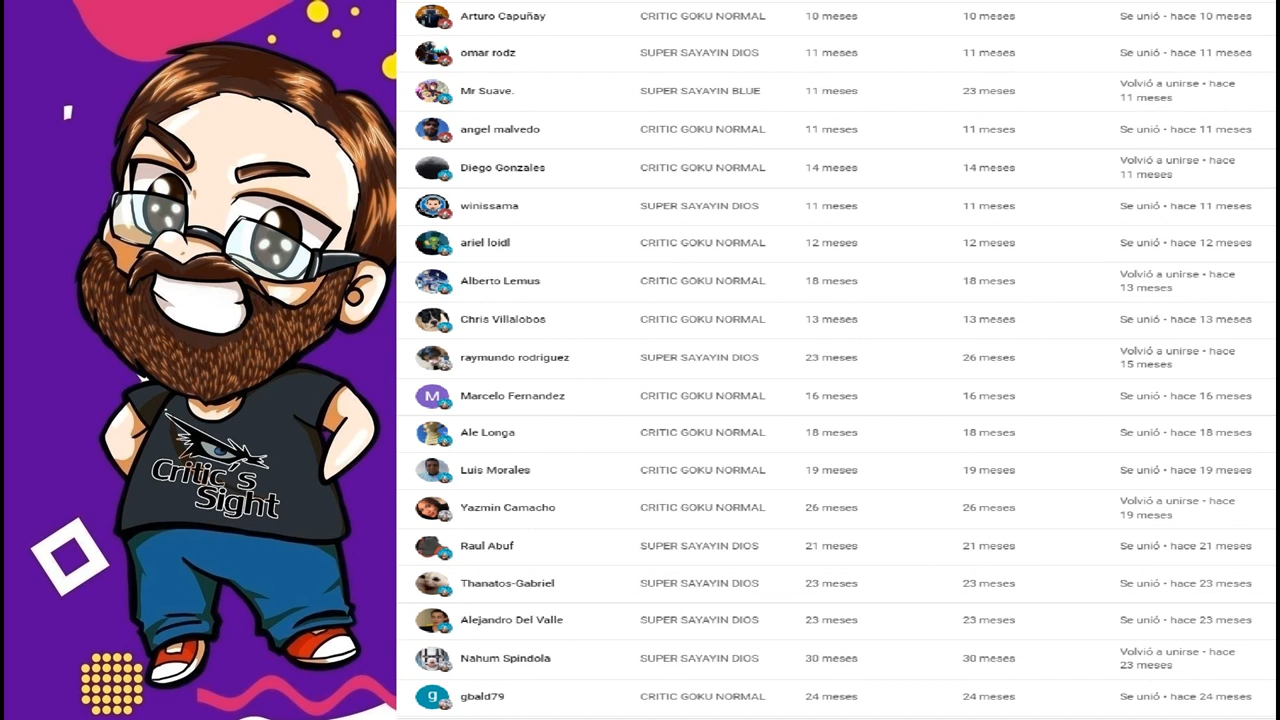 Critic's
Sight
Arturo Capuñay CRITIC GOKU NORMAL 10 meses 10 meses Se unió • hace 10 meses
omar rodz SUPER SAYAYIN DIOS 11 meses 11 meses Se unió • hace 11 meses
Mr Suave. SUPER SAYAYIN BLUE 11 meses 23 meses Volvió a unirse • hace
11 meses
angel malvedo CRITIC GOKU NORMAL 11 meses 11 meses Se unió • hace 11 meses
Diego Gonzales CRITIC GOKU NORMAL 14 meses 14 meses Volvió a unirse • hace
11 meses
winissama SUPER SAYAYIN DIOS 11 meses 11 meses Se unió • hace 11 meses
ariel loidl CRITIC GOKU NORMAL 12 meses 12 meses Se unió • hace 12 meses
Alberto Lemus CRITIC GOKU NORMAL 18 meses 18 meses Volvió a unirse • hace
13 meses
Chris Villalobos CRITIC GOKU NORMAL 13 meses 13 meses Se unió • hace 13 meses
raymundo rodriguez SUPER SAYAYIN DIOS 23 meses 26 meses Volvió a unirse • hace
15 meses
M Marcelo Fernandez CRITIC GOKU NORMAL 16 meses 16 meses Se unió • hace 16 meses
Ale Longa CRITIC GOKU NORMAL 18 meses 18 meses Se unió • hace 18 meses
Luis Morales CRITIC GOKU NORMAL 19 meses 19 meses Se unió • hace 19 meses
Yazmin Camacho CRITIC GOKU NORMAL 26 meses 26 meses Volvió a unirse • hace
19 meses
Raul Abuf SUPER SAYAYIN DIOS 21 meses 21 meses Se unió • hace 21 meses
Thanatos-Gabriel SUPER SAYAYIN DIOS 23 meses 23 meses Se unió • hace 23 meses
Alejandro Del Valle SUPER SAYAYIN DIOS 23 meses 23 meses Se unió • hace 23 meses
Nahum Spindola SUPER SAYAYIN DIOS 30 meses 30 meses Volvió a unirse • hace
23 meses
g gbald79 CRITIC GOKU NORMAL 24 meses 24 meses Se unió • hace 24 meses